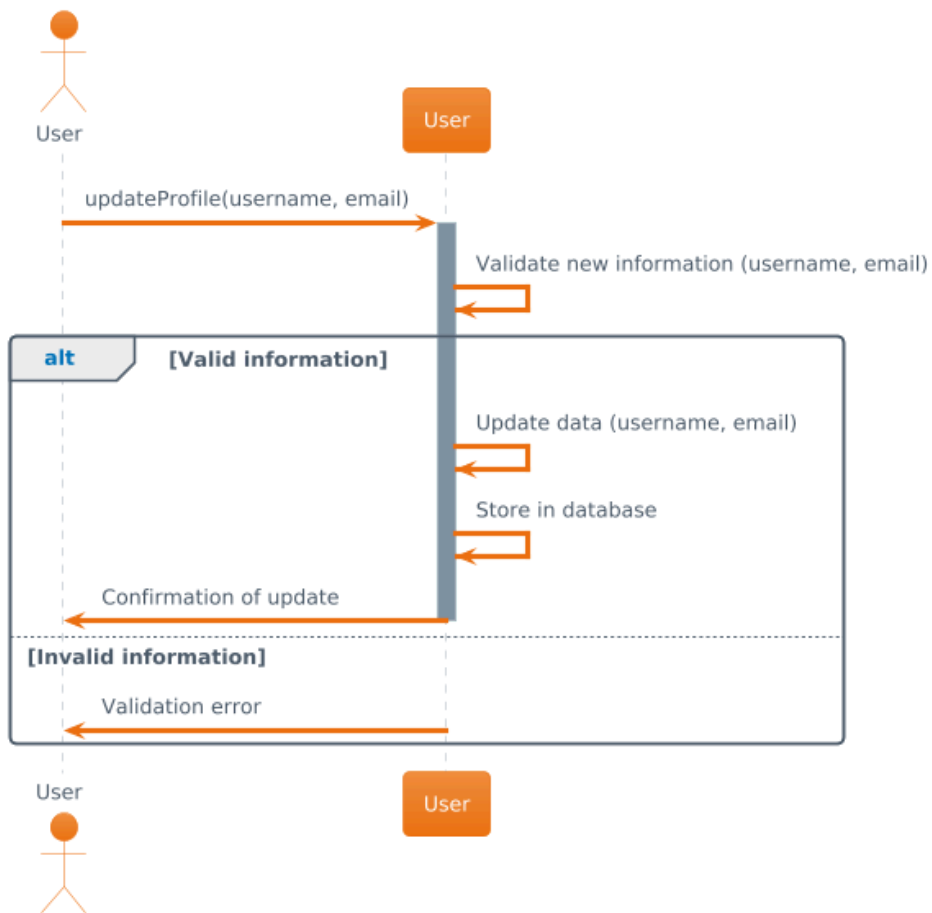 User
User
updateProfile(username, email)
Validate new information (username, email)
alt
[Valid information]
Update data (username, email)
Store in database
Confirmation of update
[Invalid information]
Validation error
User
User